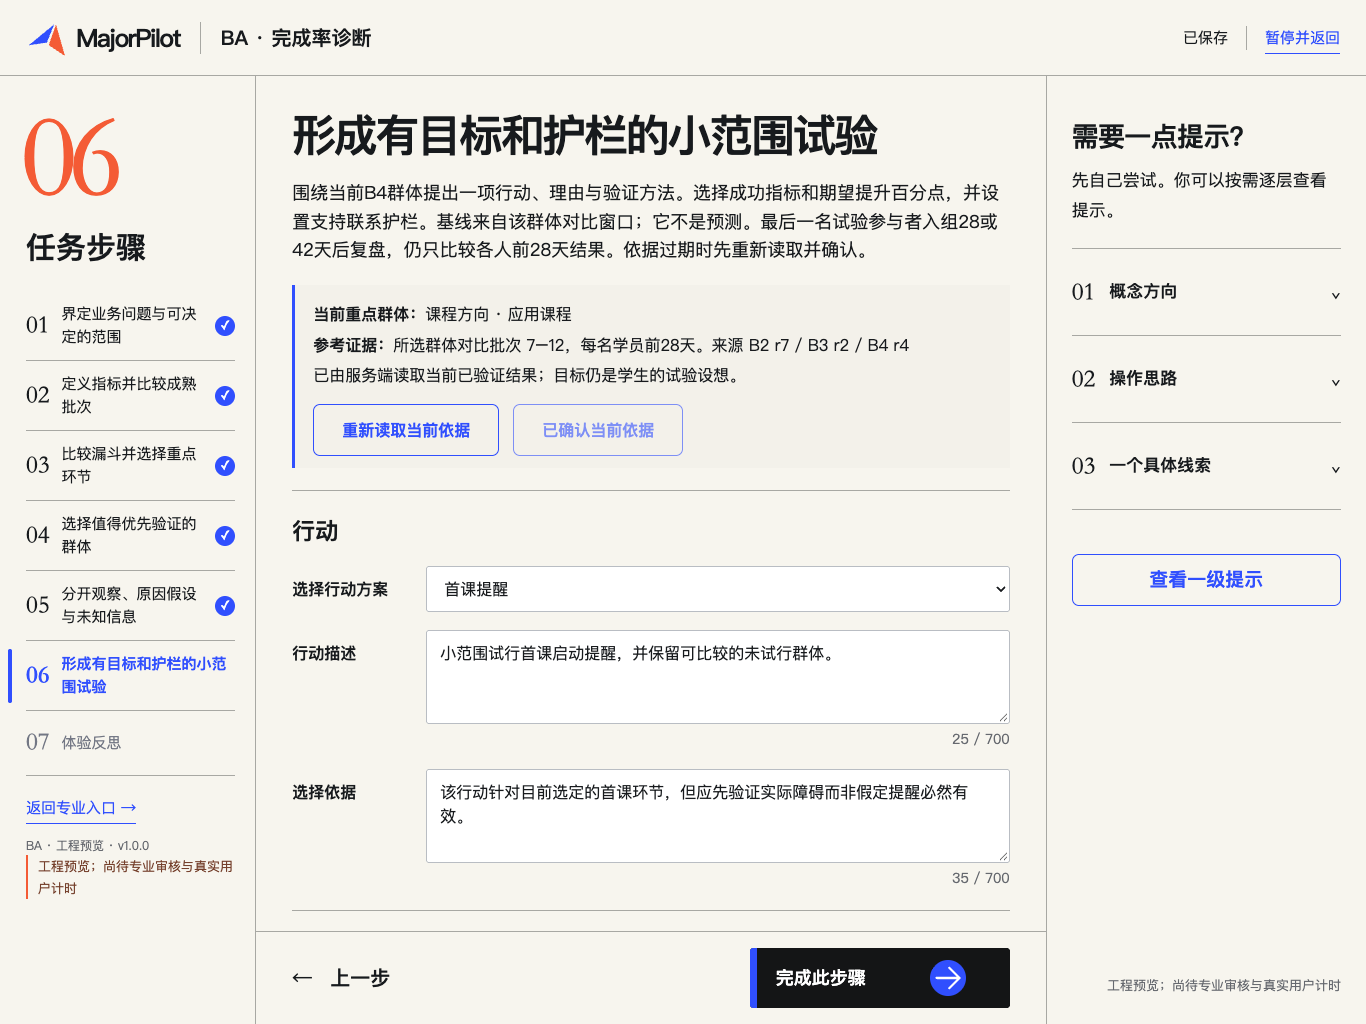 MajorPilot
BA · 完成率诊断
已保存
暂停并返回
06
任务步骤
01 界定业务问题与可决
定的范围
02 定义指标并比较成熟
批次
03 比较漏斗并选择重点
环节
04 选择值得优先验证的
群体
05 分开观察、原因假设
与未知信息
06 形成有目标和护栏的小范
围试验
07 体验反思
返回专业入口 →
BA · 工程预览 · v1.0.0
工程预览；尚待专业审核与真实用
户计时
形成有目标和护栏的小范围试验
围绕当前B4群体提出一项行动、理由与验证方法。选择成功指标和期望提升百分点，并设
置支持联系护栏。基线来自该群体对比窗口；它不是预测。最后一名试验参与者入组28或
42天后复盘，仍只比较各人前28天结果。依据过期时先重新读取并确认。
当前重点群体：课程方向 · 应用课程
参考证据：所选群体对比批次 7—12，每名学员前28天。来源 B2 r7 / B3 r2 / B4 r4
已由服务端读取当前已验证结果；目标仍是学生的试验设想。
重新读取当前依据
已确认当前依据
行动
选择行动方案
首课提醒
行动描述
小范围试行首课启动提醒，并保留可比较的未试行群体。
25 / 700
选择依据
该行动针对目前选定的首课环节，但应先验证实际障碍而非假定提醒必然有
效。
35 / 700
← 上一步
完成此步骤
需要一点提示？
先自己尝试。你可以按需逐层查看
提示。
01 概念方向
02 操作思路
03 一个具体线索
查看一级提示
工程预览；尚待专业审核与真实用户计时